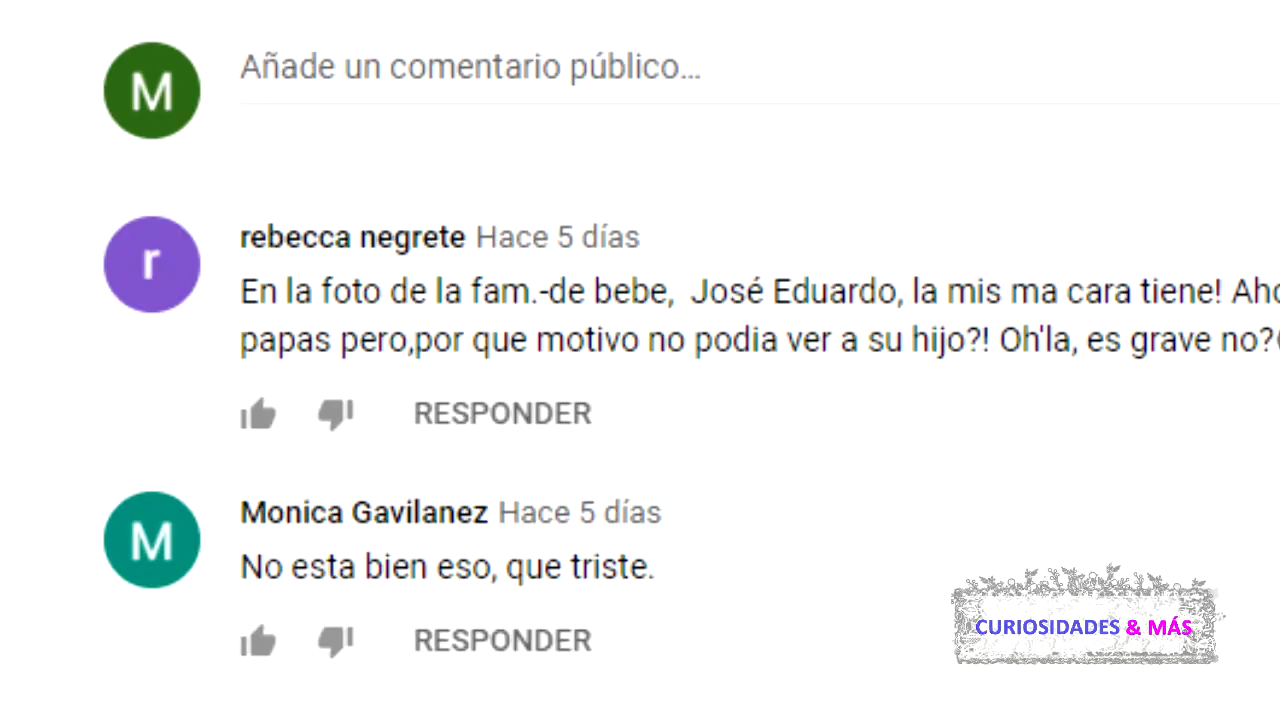 M
Añade un comentario público...
r
rebecca negrete Hace 5 días
En la foto de la fam.-de bebe,  José Eduardo, la mis ma cara tiene!
papas pero,por que motivo no podia ver a su hijo?! Oh'la, es grave no?
RESPONDER
M
Monica Gavilanez Hace 5 días
No esta bien eso, que triste.
RESPONDER
CURIOSIDADES & MÁS